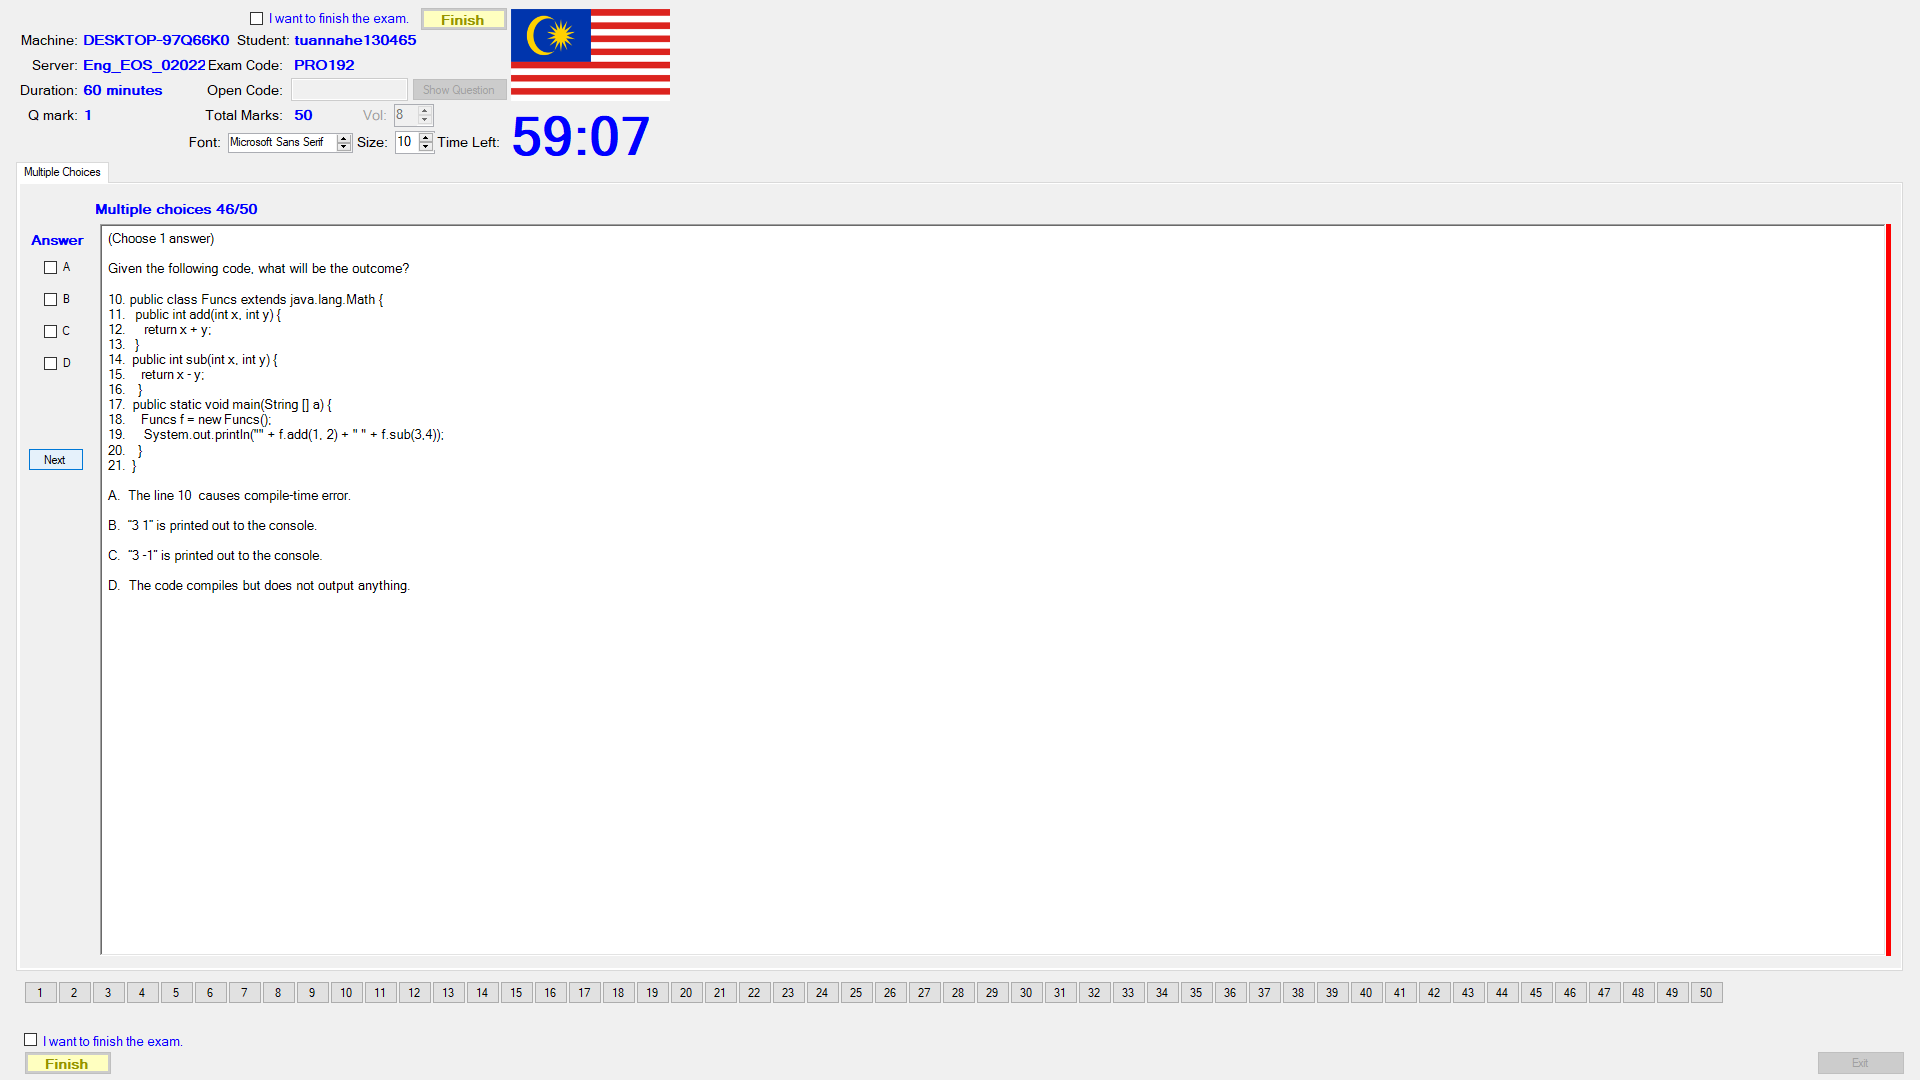 I want to finish the exam. Finish
Machine: DESKTOP-97Q66K0 Student: tuannahe130465
Server: Eng_EOS_02022 Exam Code: PRO192
Duration: 60 minutes Open Code: Show Question
Q mark: 1 Total Marks: 50 Vol: 8
Font: Microsoft Sans Serif Size: 10 Time Left: 59:07
Multiple Choices
Multiple choices 46/50
Answer
A
B
C
D
Next
(Choose 1 answer)
Given the following code, what will be the outcome?
10. public class Funcs extends java.lang.Math {
11. public int add(int x, int y) {
12. return x + y;
13. }
14. public int sub(int x, int y) {
15. return x - y;
16. }
17. public static void main(String [] a) {
18. Funcs f = new Funcs();
19. System.out.println("" + f.add(1, 2) + " " + f.sub(3,4));
20. }
21. }
A. The line 10 causes compile-time error.
B. "3 1" is printed out to the console.
C. "3 -1" is printed out to the console.
D. The code compiles but does not output anything.
1 2 3 4 5 6 7 8 9 10 11 12 13 14 15 16 17 18 19 20 21 22 23 24 25 26 27 28 29 30 31 32 33 34 35 36 37 38 39 40 41 42 43 44 45 46 47 48 49 50
I want to finish the exam.
Finish
Exit